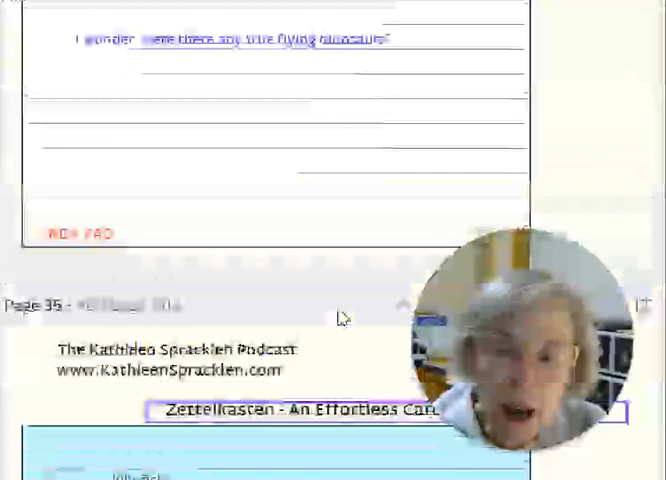 I wonder were there any true flying dinosaurs?
Page 35 -
The Kathleen Spracklen Podcast
www.KathleenSpracklen.com
Zettelkasten - An Effortless